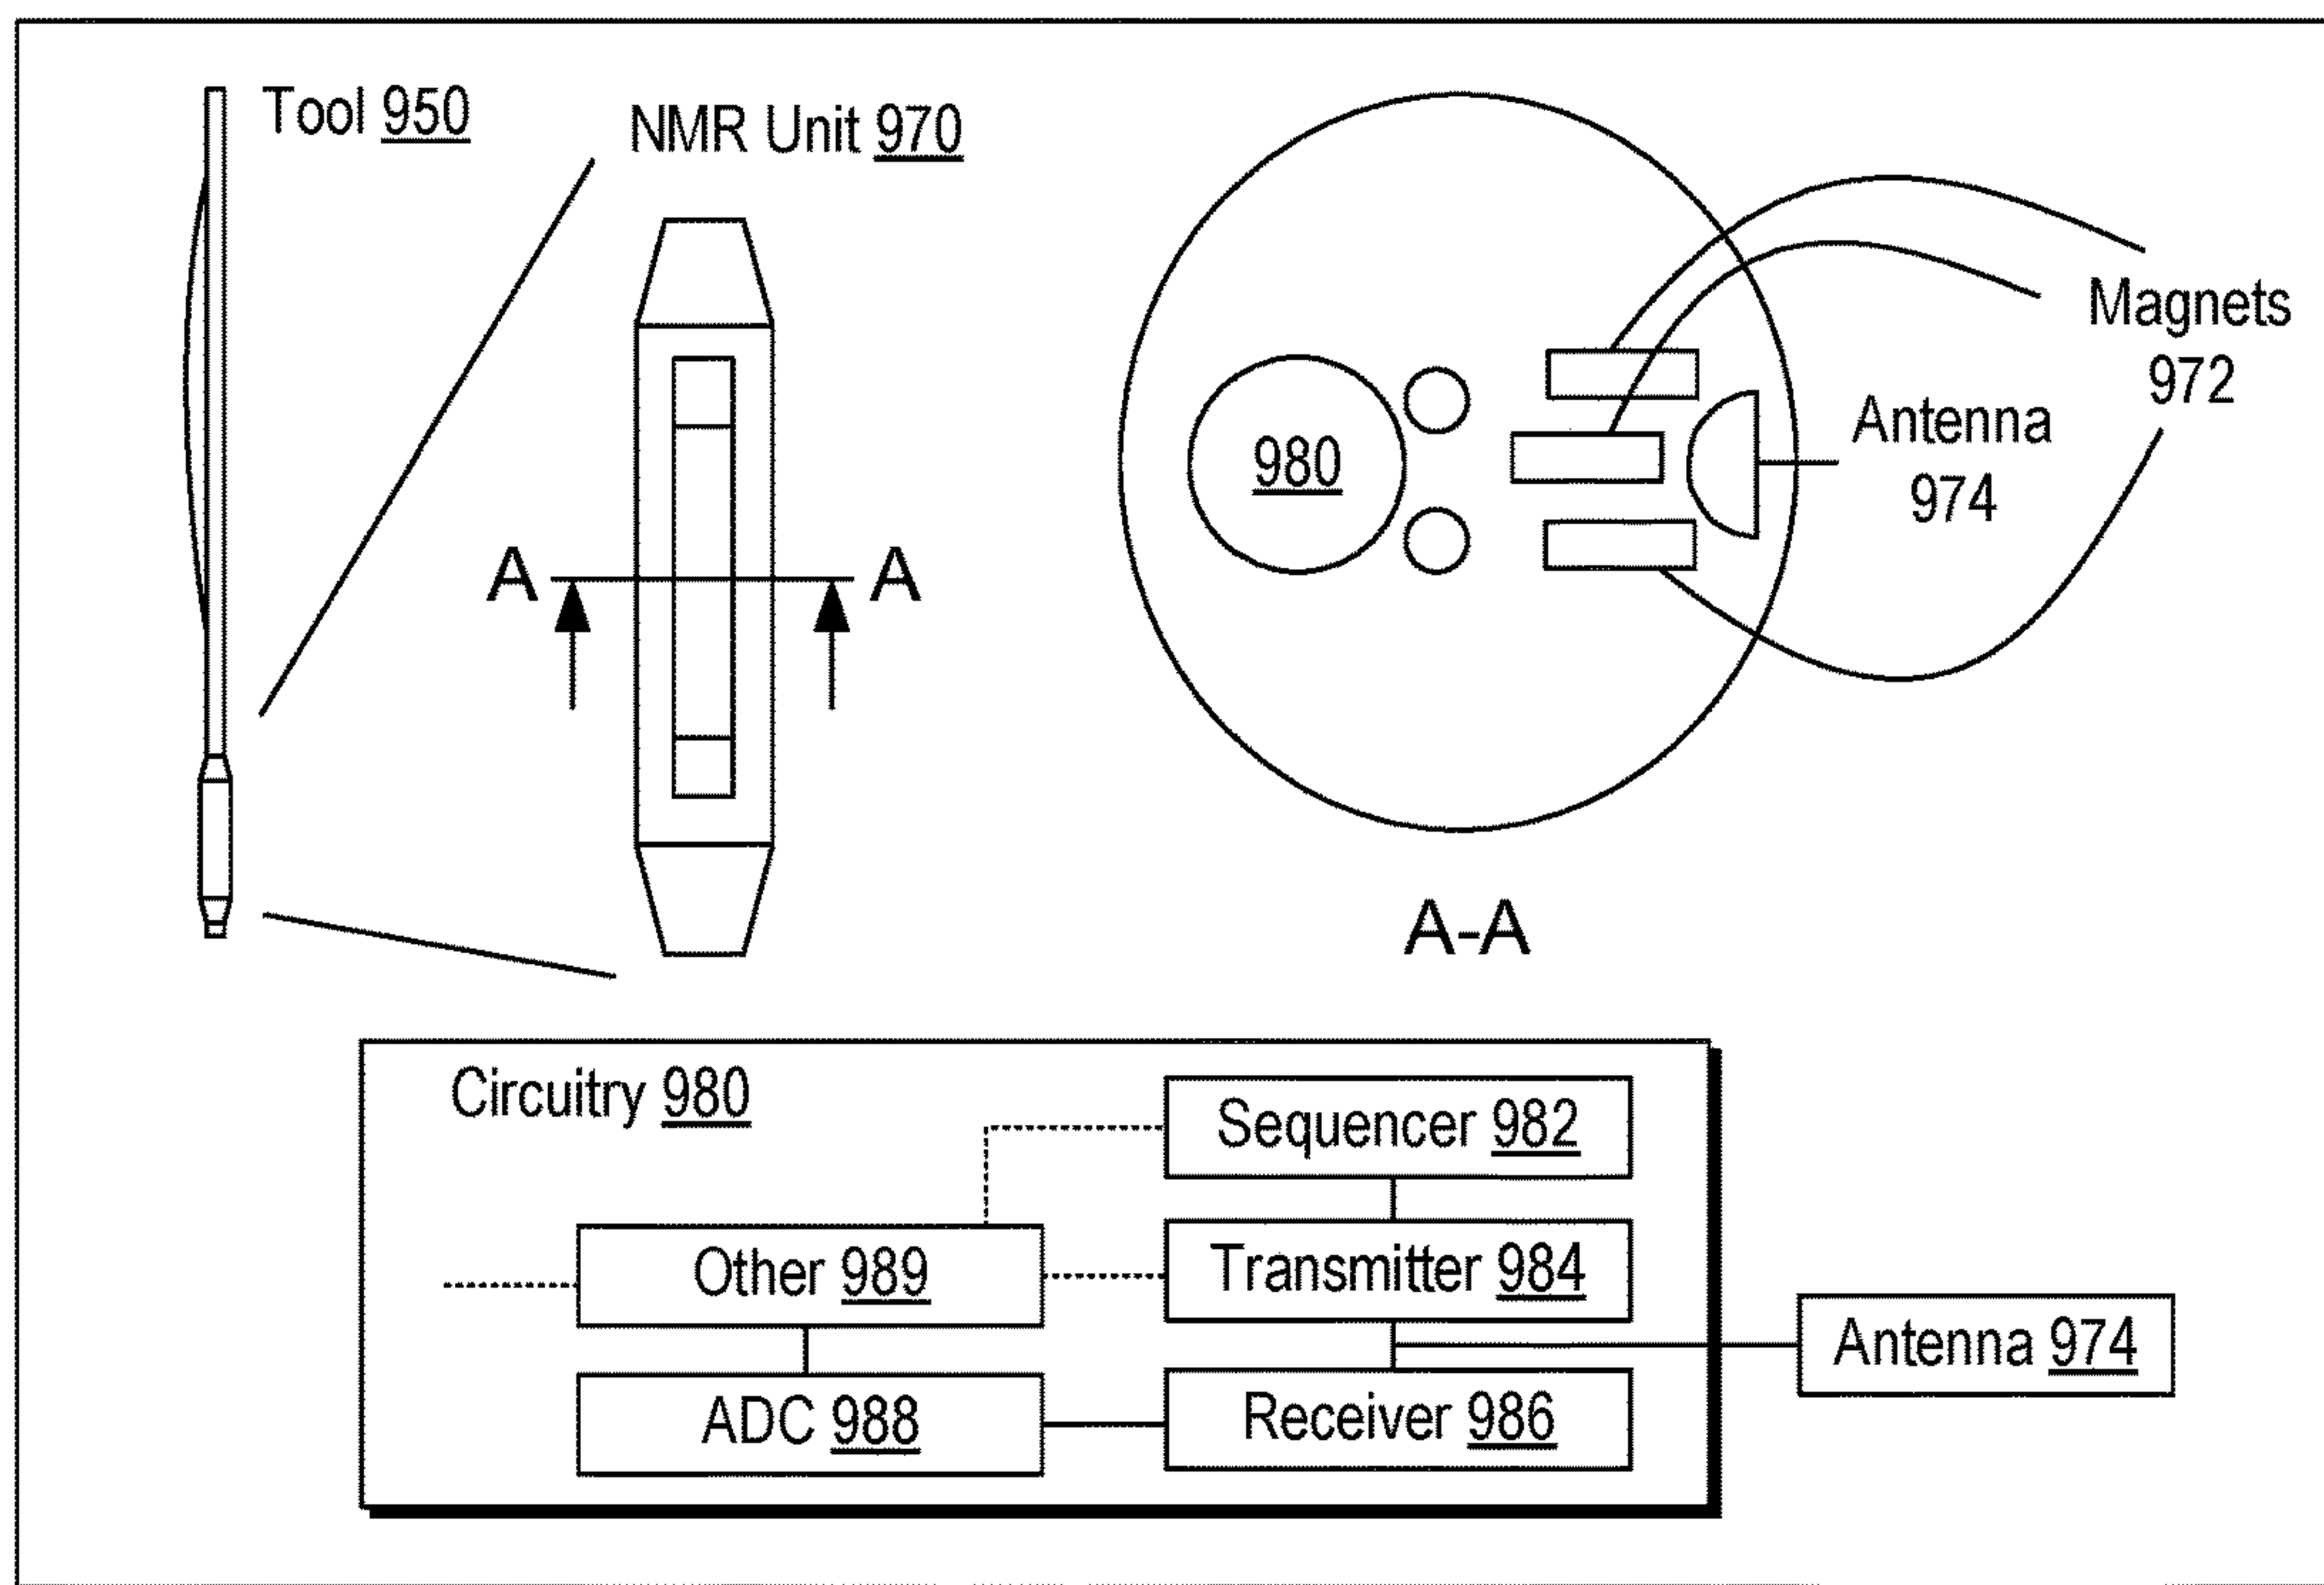 Tool 950
NMR Unit 970
Magnets
972
Antenna
974
980
A A
A-A
Circuitry 980
Sequencer 982
Other 989
Transmitter 984
Antenna 974
ADC 988
Receiver 986